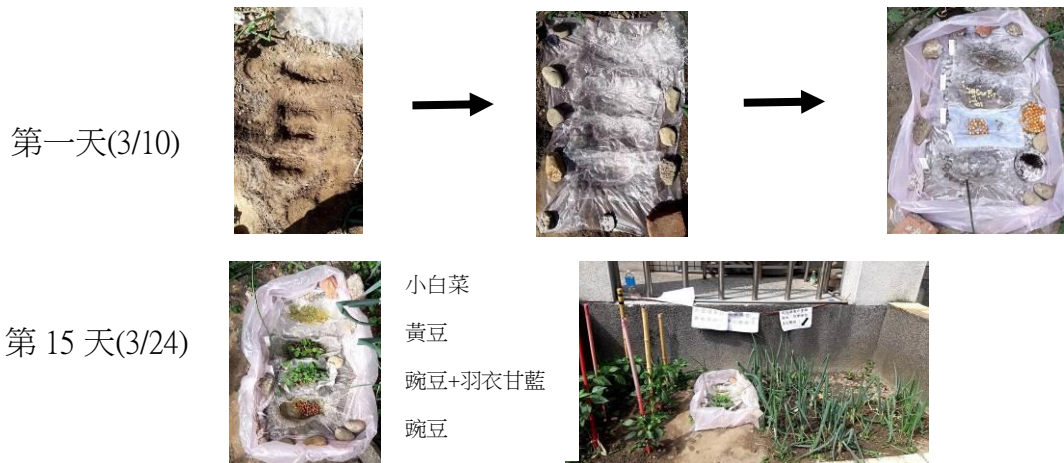 第一天(3/10)
第 15 天(3/24)
小白菜
黃豆
豌豆+羽衣甘藍
豌豆